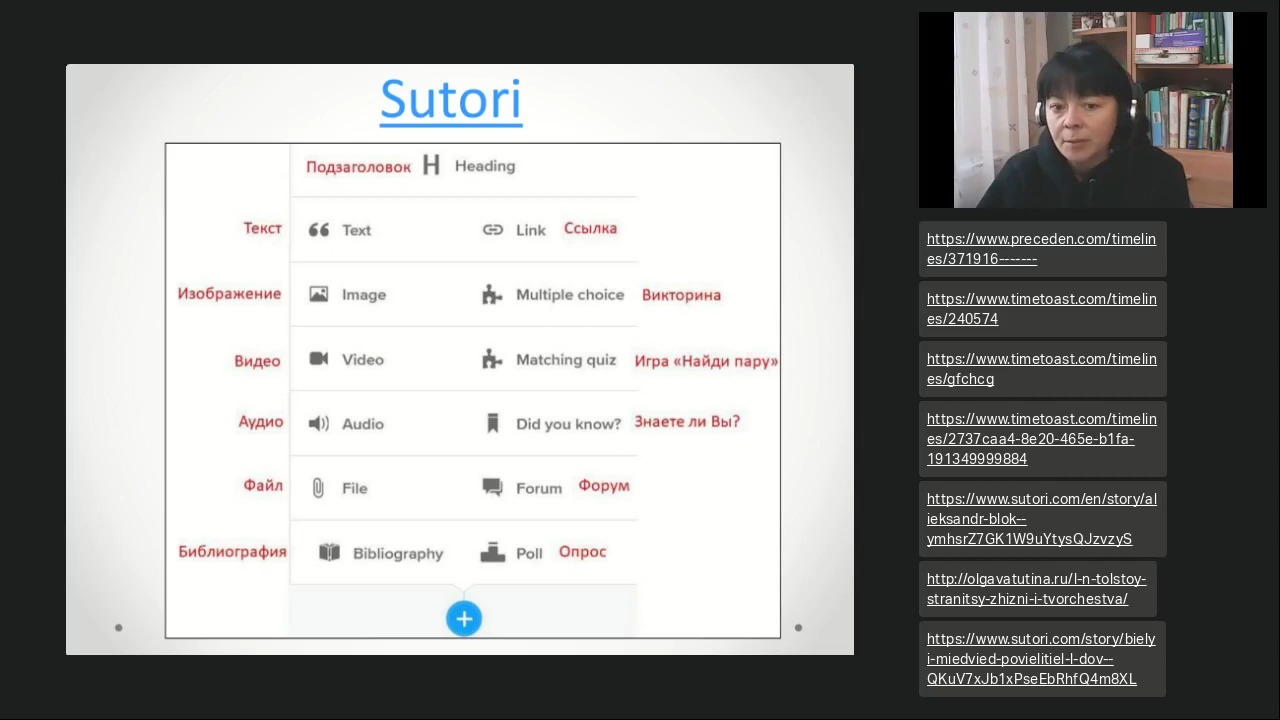 Sutori
Подзаголовок H Heading
Текст Text Link Ссылка
Изображение Image Multiple choice Викторина
Видео Video Matching quiz Игра «Найди пару»
Аудио Audio Did you know? Знаете ли Вы?
Файл File Forum Форум
Библиография Bibliography Poll Опрос
https://www.preceden.com/timelin
es/371916-------
https://www.timetoast.com/timelin
es/240574
https://www.timetoast.com/timelin
es/gfchcg
https://www.timetoast.com/timelin
es/2737caa4-8e20-465e-b1fa-
191349999884
https://www.sutori.com/en/story/al
ieksandr-blok--
ymhsrZ7GK1W9uYtysQJzvzyS
http://olgavatutina.ru/l-n-tolstoy-
stranitsy-zhizni-i-tvorchestva/
https://www.sutori.com/story/biely
i-miedvied-povielitiel-l-dov--
QKuV7xJb1xPseEbRhfQ4m8XL